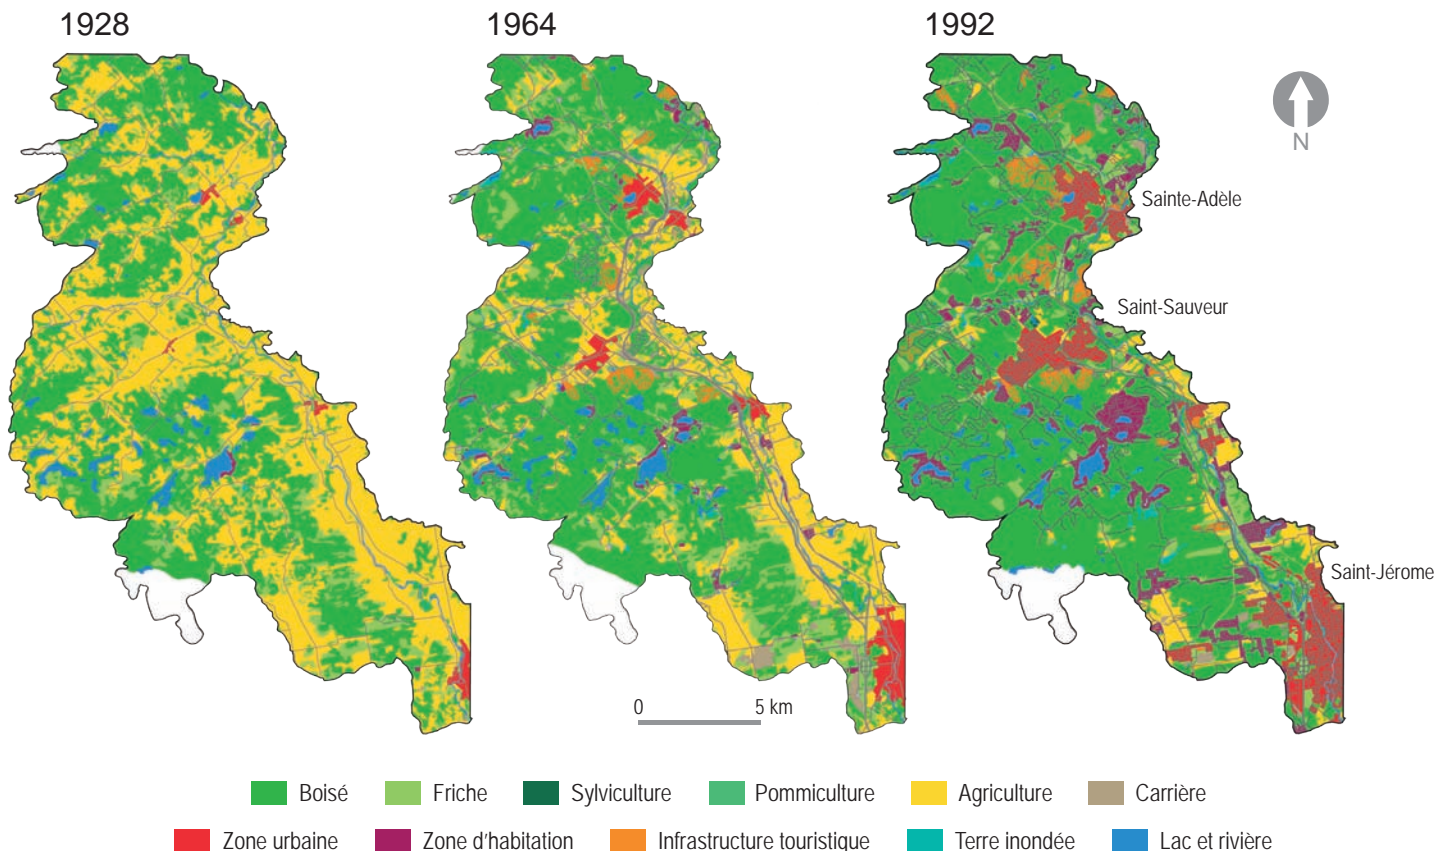 1928
1964
1992
N
Sainte-Adèle
Saint-Sauveur
Saint-Jérome
0 5 km
Boisé Friche Sylviculture Pommiculture Agriculture Carrière
Zone urbaine Zone d'habitation Infrastructure touristique Terre inondée Lac et rivière